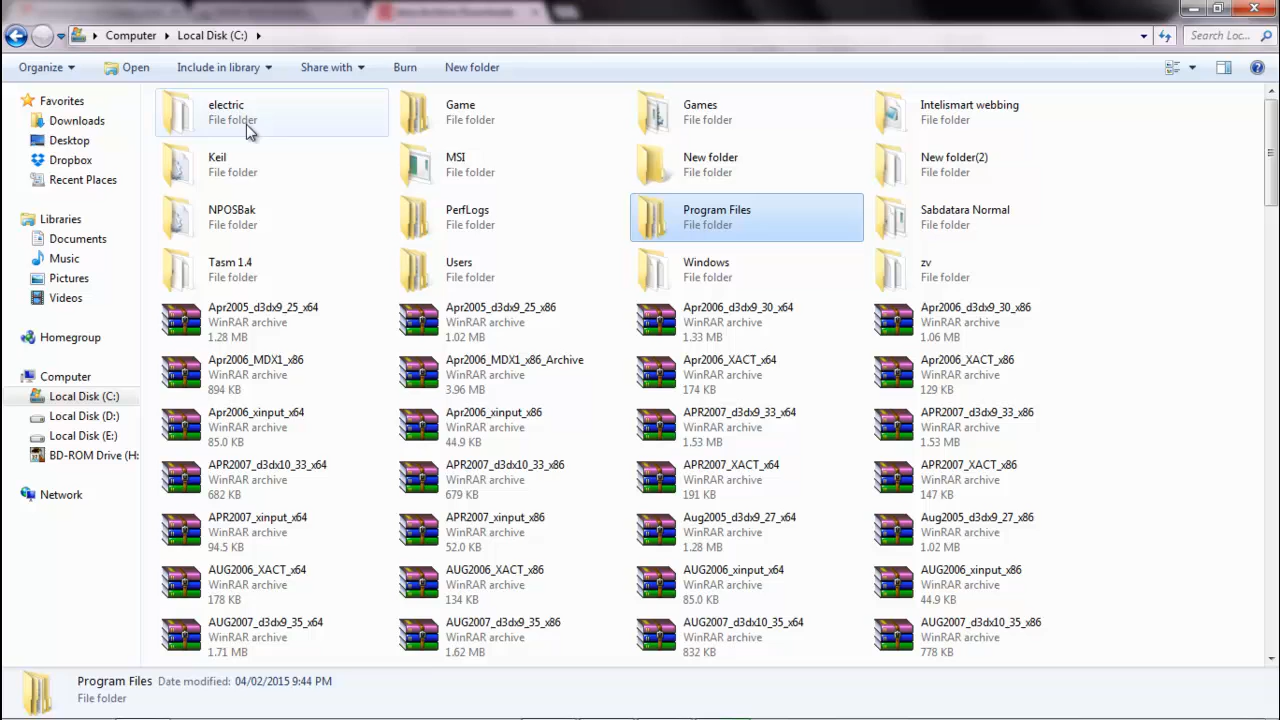 Computer Local Disk (C:)
Search Loc...
Organize Open Include in library Share with Burn New folder
Favorites
Downloads
Desktop
Dropbox
Recent Places
Libraries
Documents
Music
Pictures
Videos
Homegroup
Computer
Local Disk (C:)
Local Disk (D:)
Local Disk (E:)
BD-ROM Drive (H:
Network
electric Game Games Intelismart webbing
File folder File folder File folder File folder
Keil MSI New folder New folder(2)
File folder File folder File folder File folder
NPOSBak PerfLogs Program Files Sabdatara Normal
File folder File folder File folder File folder
Tasm 1.4 Users Windows zv
File folder File folder File folder File folder
Apr2005_d3dx9_25_x64 Apr2005_d3dx9_25_x86 Apr2006_d3dx9_30_x64 Apr2006_d3dx9_30_x86
WinRAR archive WinRAR archive WinRAR archive WinRAR archive
1.28 MB 1.02 MB 1.33 MB 1.06 MB
Apr2006_MDX1_x86 Apr2006_MDX1_x86_Archive Apr2006_XACT_x64 Apr2006_XACT_x86
WinRAR archive WinRAR archive WinRAR archive WinRAR archive
894 KB 3.96 MB 174 KB 129 KB
Apr2006_xinput_x64 Apr2006_xinput_x86 APR2007_d3dx9_33_x64 APR2007_d3dx9_33_x86
WinRAR archive WinRAR archive WinRAR archive WinRAR archive
85.0 KB 44.9 KB 1.53 MB 1.53 MB
APR2007_d3dx10_33_x64 APR2007_d3dx10_33_x86 APR2007_XACT_x64 APR2007_XACT_x86
WinRAR archive WinRAR archive WinRAR archive WinRAR archive
682 KB 679 KB 191 KB 147 KB
APR2007_xinput_x64 APR2007_xinput_x86 Aug2005_d3dx9_27_x64 Aug2005_d3dx9_27_x86
WinRAR archive WinRAR archive WinRAR archive WinRAR archive
94.5 KB 52.0 KB 1.28 MB 1.02 MB
AUG2006_XACT_x64 AUG2006_XACT_x86 AUG2006_xinput_x64 AUG2006_xinput_x86
WinRAR archive WinRAR archive WinRAR archive WinRAR archive
178 KB 134 KB 85.0 KB 44.9 KB
AUG2007_d3dx9_35_x64 AUG2007_d3dx9_35_x86 AUG2007_d3dx10_35_x64 AUG2007_d3dx10_35_x86
WinRAR archive WinRAR archive WinRAR archive WinRAR archive
1.71 MB 1.62 MB 832 KB 778 KB
Program Files Date modified: 04/02/2015 9:44 PM
File folder